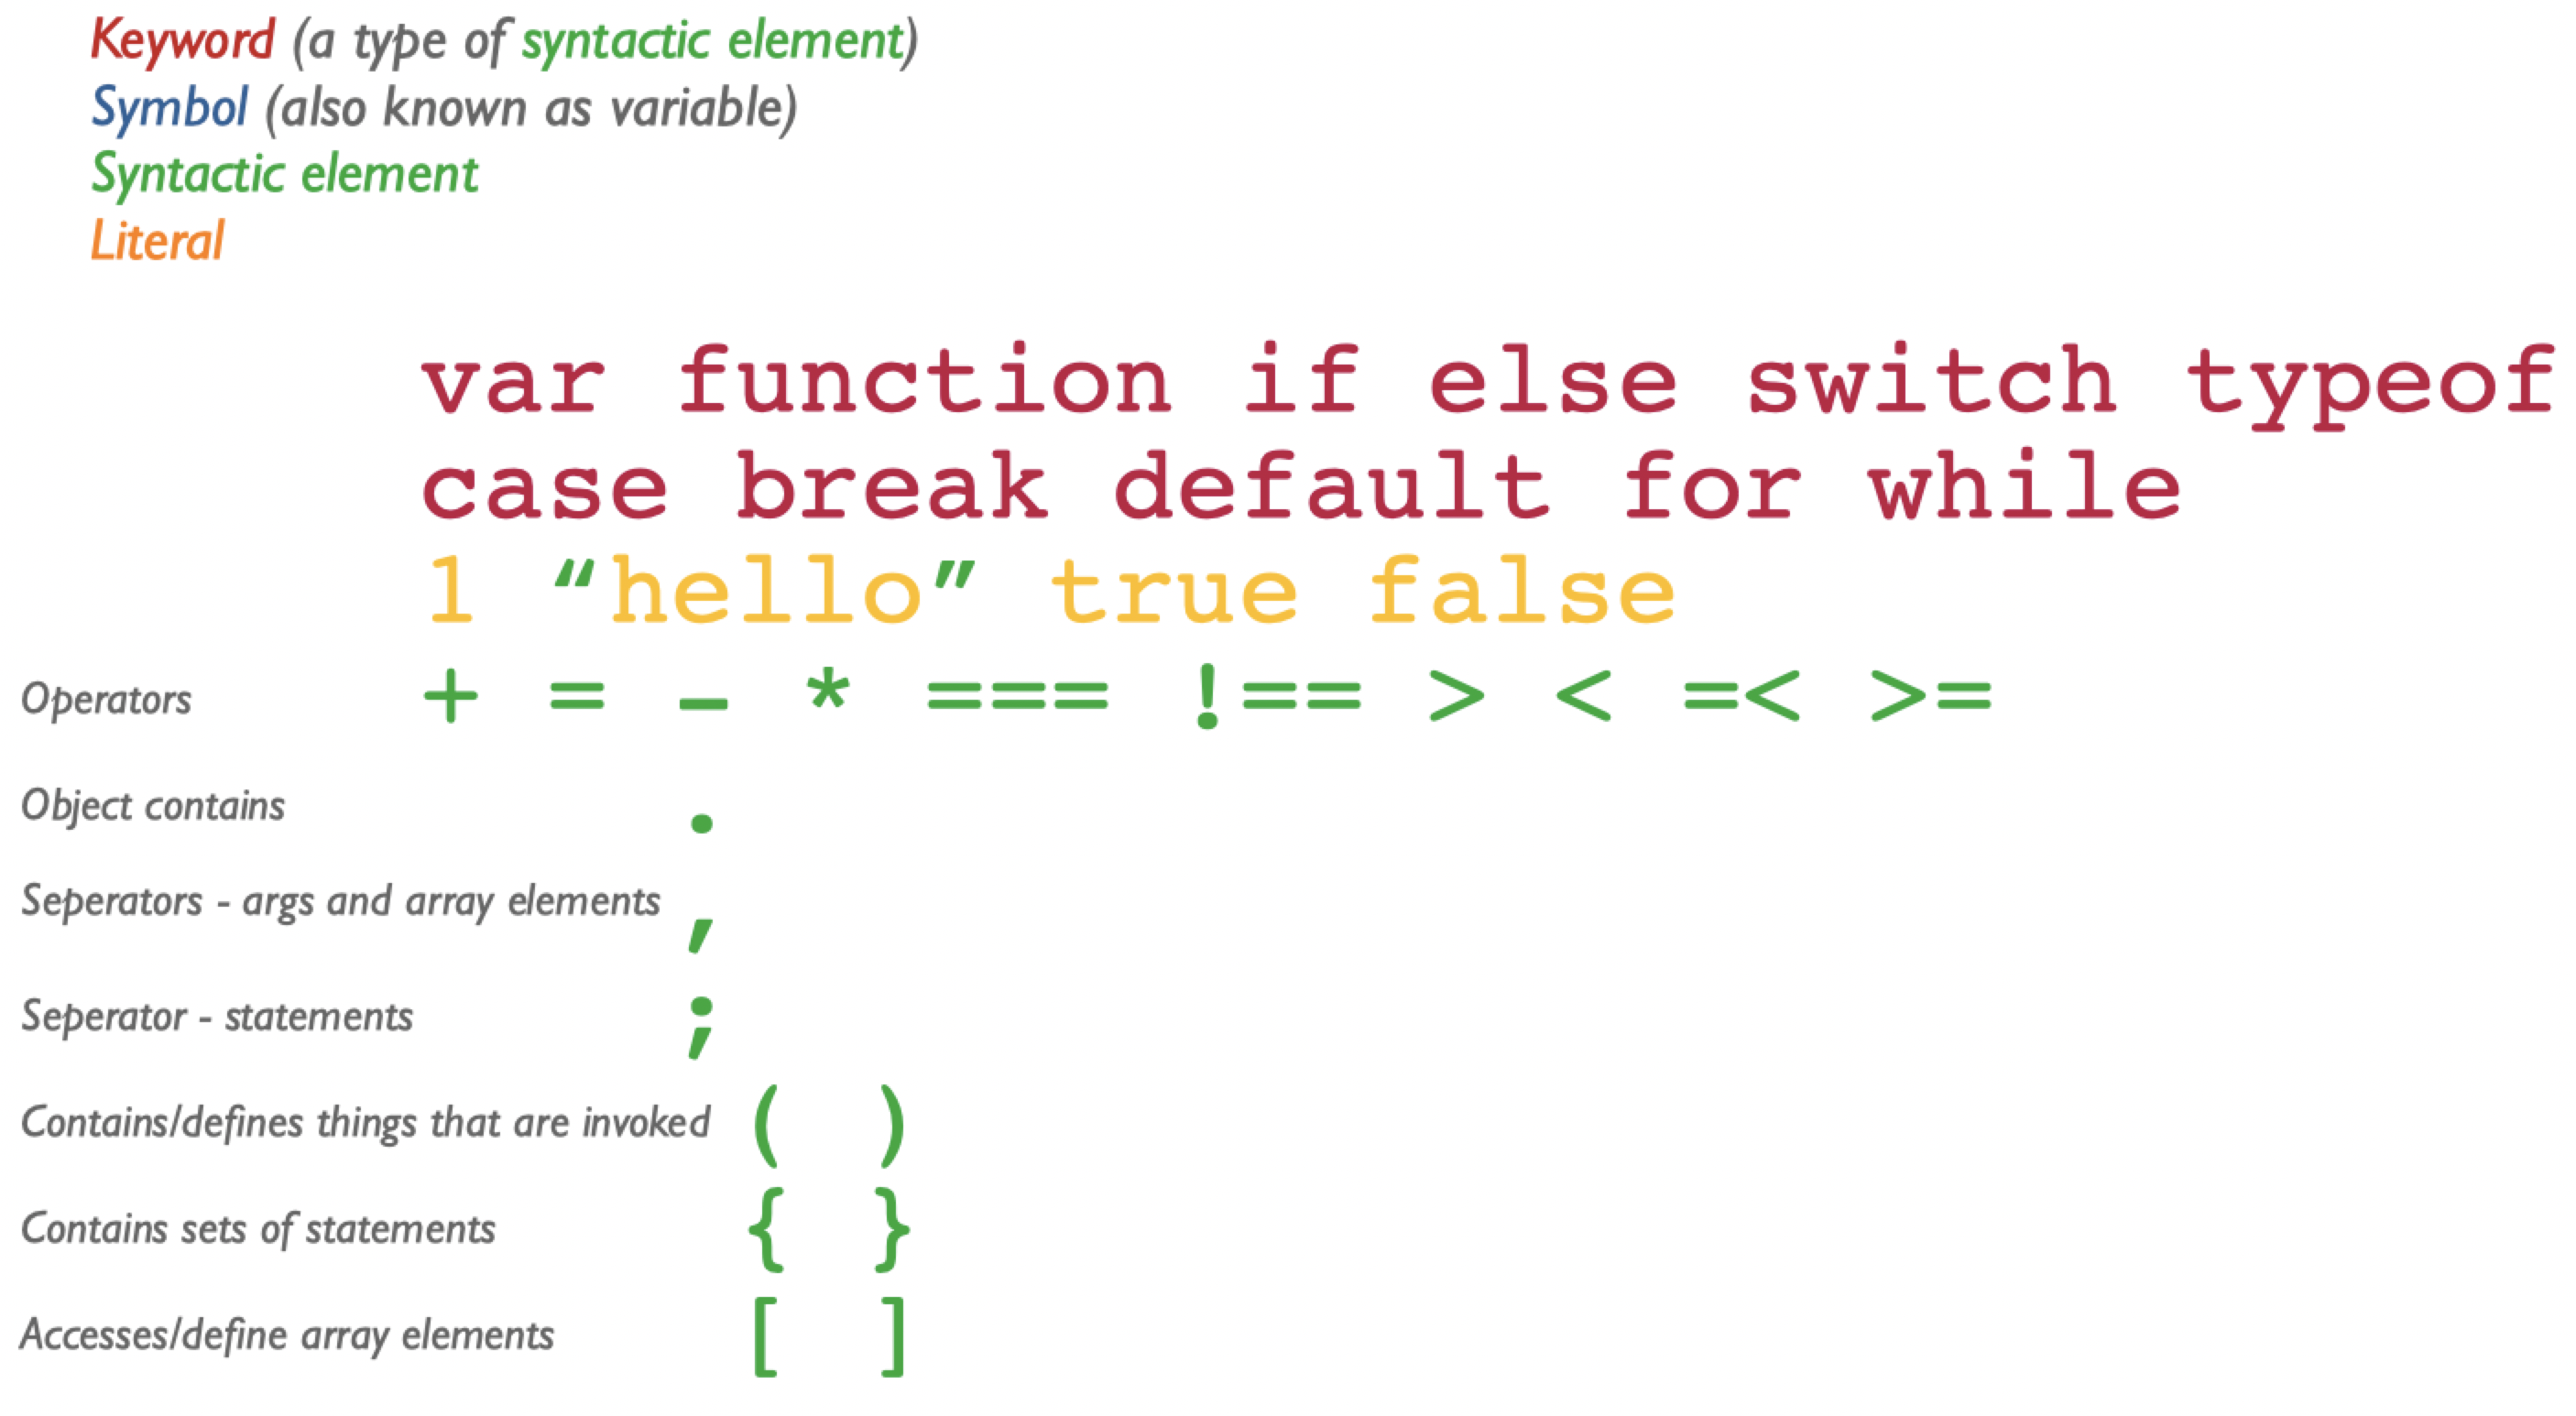 Keyword (a type of syntactic element)
Symbol (also known as variable)
Syntactic element
Literal
var function if else switch typeof
case break default for while
1 “hello” true false
Operators + = - * === !== > < =< >=
Object contains .
Seperators - args and array elements ,
Seperator - statements ;
Contains/defines things that are invoked ( )
Contains sets of statements { }
Accesses/define array elements [ ]